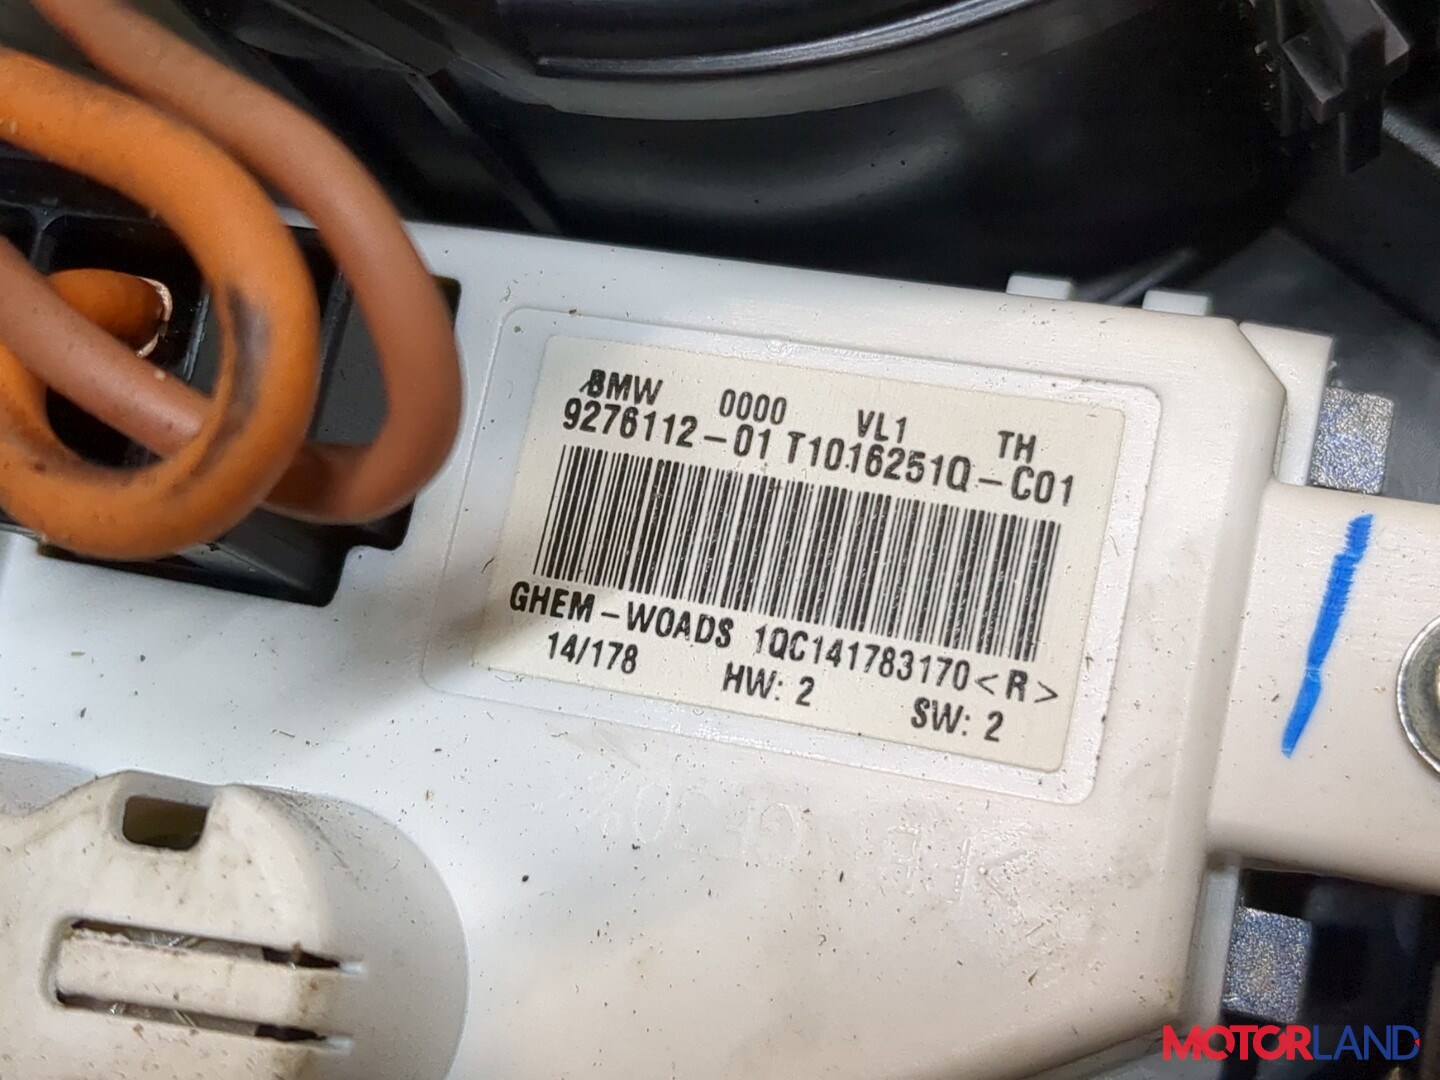 BMW 0000 VL1 TH
9276112-01 T1016251Q-C01
GHEM-WOADS 1QC141783170<R>
14/178 HW: 2 SW: 2
MOTORLAND